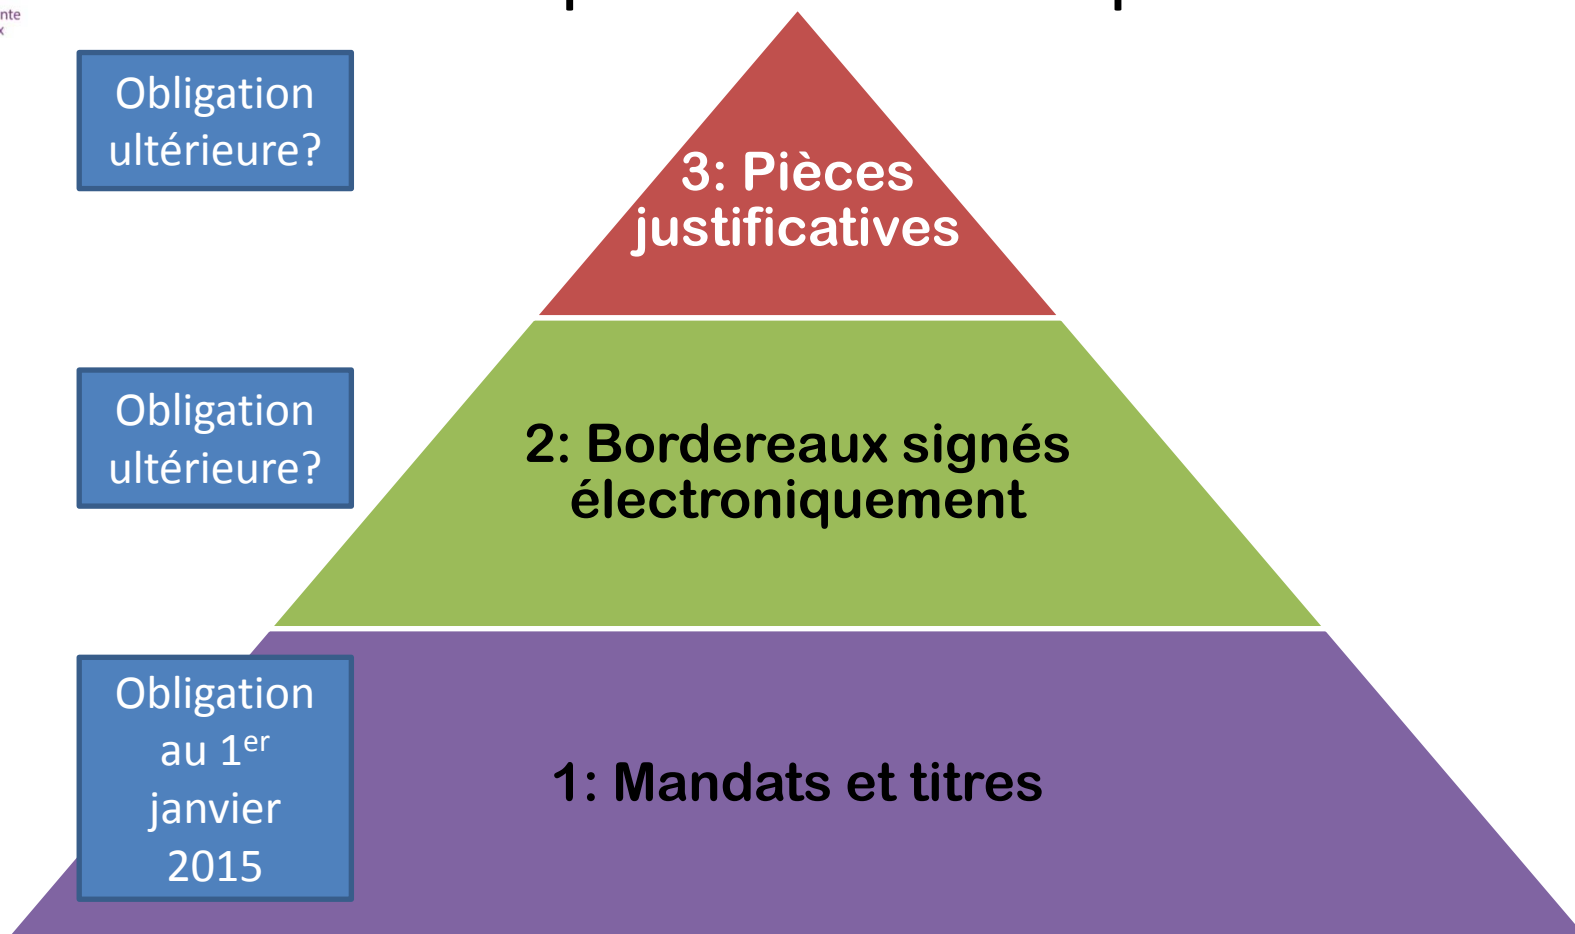 nte
x
Obligation
ultérieure?
3: Pièces
justificatives
Obligation
ultérieure?
2: Bordereaux signés
électroniquement
Obligation
au 1er
janvier
2015
1: Mandats et titres